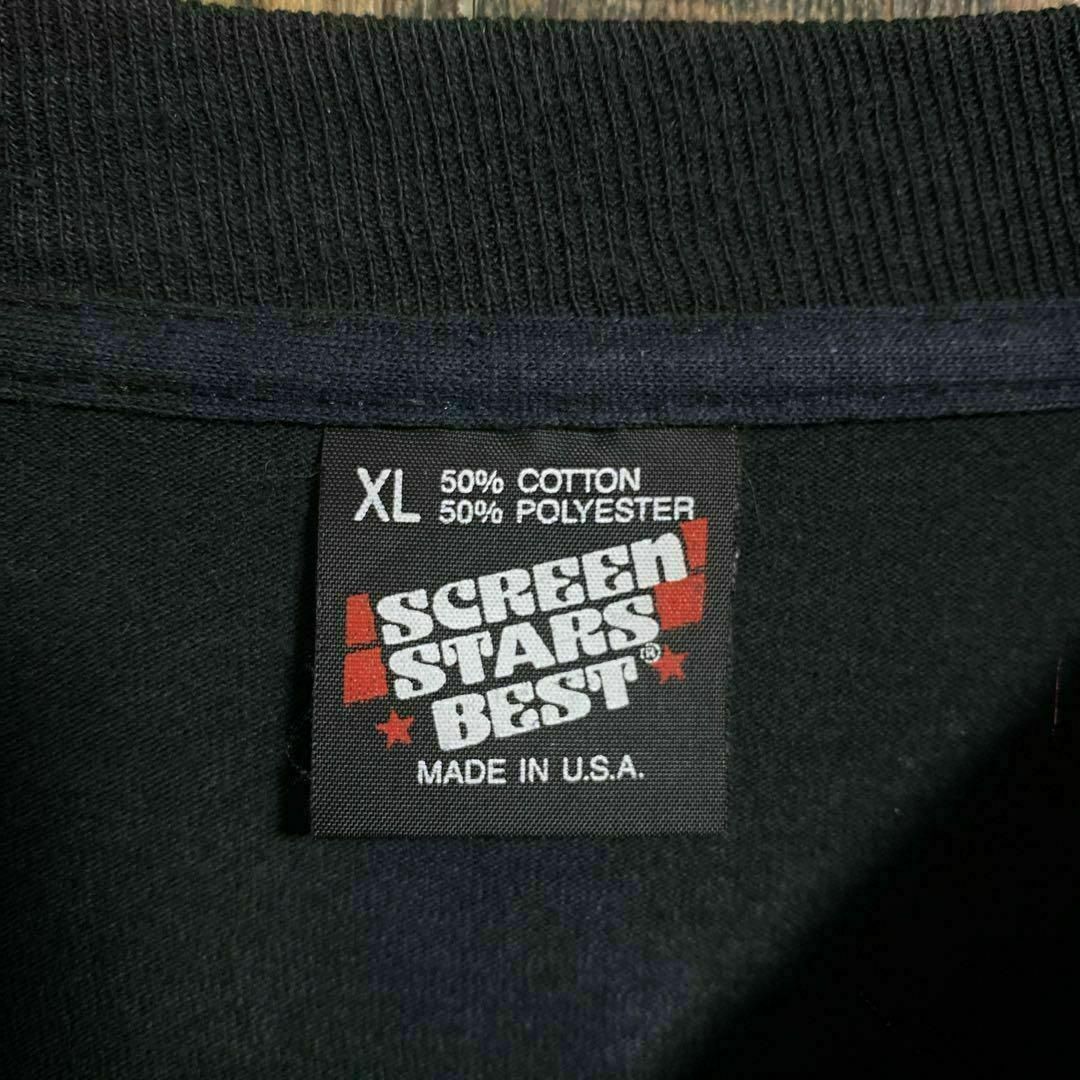 XL 50% COTTON
50% POLYESTER
SCREEn
STARS
BEST®
MADE IN U.S.A.